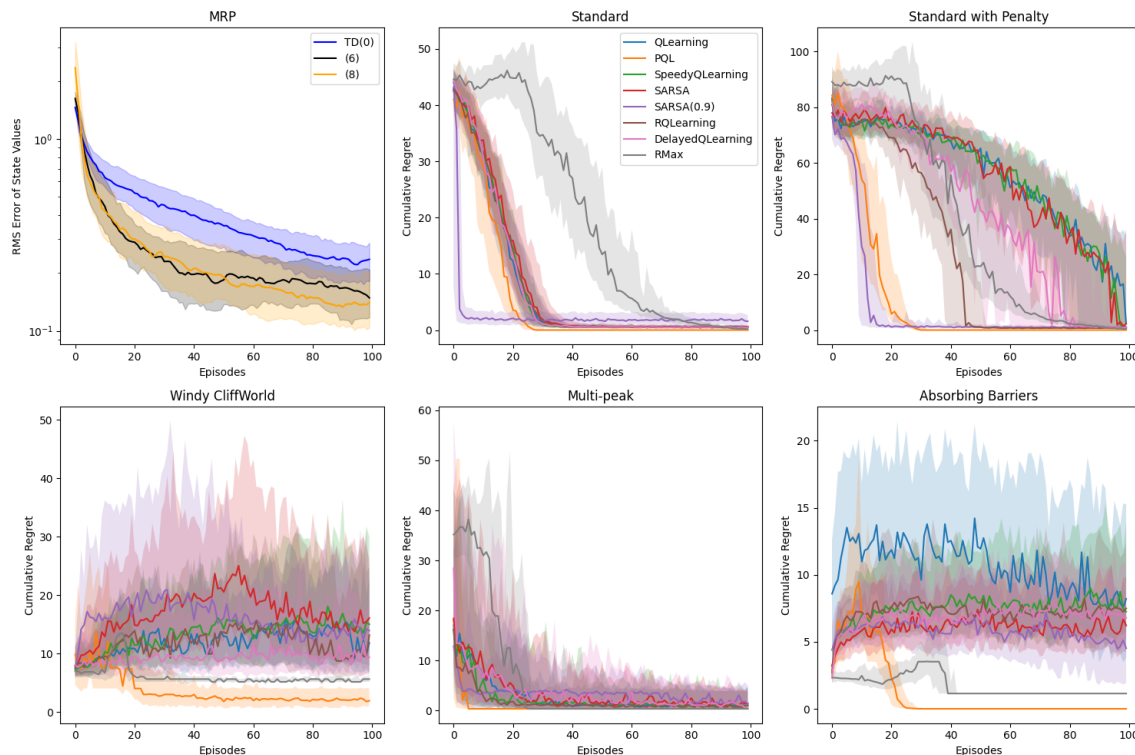 MRP
RMS Error of State Values
10⁰
10⁻¹
TD(0)
(6)
(8)
0 20 40 60 80 100
Episodes
Standard
Cumulative Regret
50
40
30
20
10
0
QLearning
PQL
SpeedyQLearning
SARSA
SARSA(0.9)
RQLearning
DelayedQLearning
RMax
0 20 40 60 80 100
Episodes
Standard with Penalty
Cumulative Regret
100
80
60
40
20
0
0 20 40 60 80 100
Episodes
Windy CliffWorld
Cumulative Regret
50
40
30
20
10
0
0 20 40 60 80 100
Episodes
Multi-peak
Cumulative Regret
60
50
40
30
20
10
0
0 20 40 60 80 100
Episodes
Absorbing Barriers
Cumulative Regret
20
15
10
5
0
0 20 40 60 80 100
Episodes